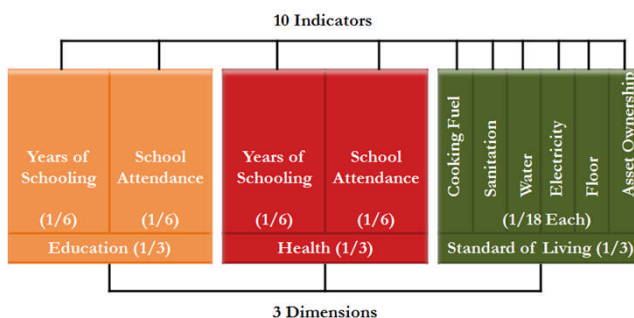 10 Indicators
Years of
Schooling
(1/6)
School
Attendance
(1/6)
Education (1/3)
Years of
Schooling
(1/6)
School
Attendance
(1/6)
Health (1/3)
Cooking Fuel
Sanitation
Water
Electricity
Floor
Asset Ownership
(1/18 Each)
Standard of Living (1/3)
3 Dimensions